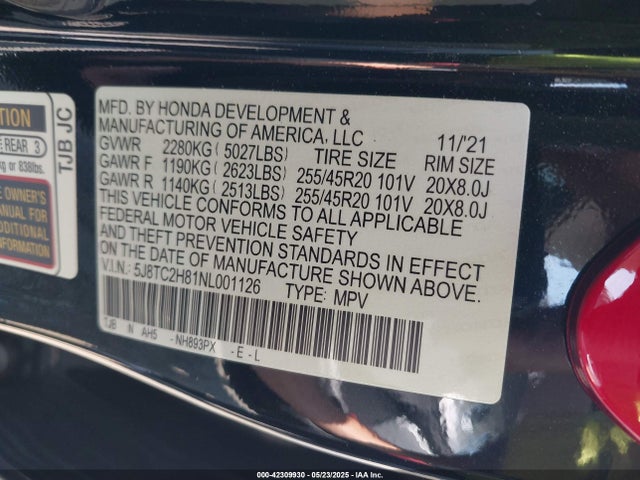 TION
E REAR 3
kg or 838lbs.
E OWNER'S
MANUAL FOR
ADDITIONAL
INFORMATION
TJB JC
MFD. BY HONDA DEVELOPMENT &
MANUFACTURING OF AMERICA, LLC 11/'21
GVWR 2280KG ( 5027LBS) TIRE SIZE RIM SIZE
GAWR F 1190KG ( 2623LBS) 255/45R20 101V 20X8.0J
GAWR R 1140KG ( 2513LBS) 255/45R20 101V 20X8.0J
THIS VEHICLE CONFORMS TO ALL APPLICABLE
FEDERAL MOTOR VEHICLE SAFETY
AND THEFT PREVENTION STANDARDS IN EFFECT
ON THE DATE OF MANUFACTURE SHOWN ABOVE.
V.I.N.: 5J8TC2H81NL001126 TYPE: MPV
TJB N AH5 - NH893PX - E - L
000-42309930 - 05/23/2025 - IAA Inc.